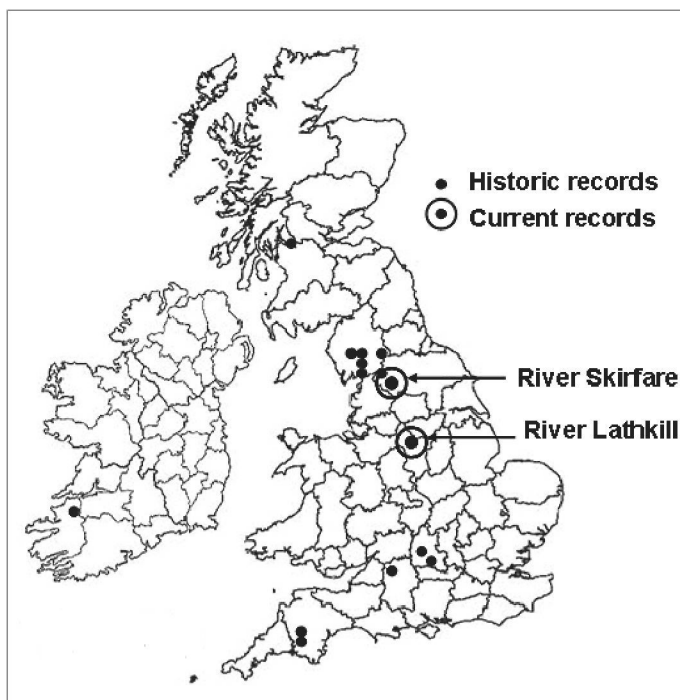 Historic records
Current records
River Skirfare
River Lathkill